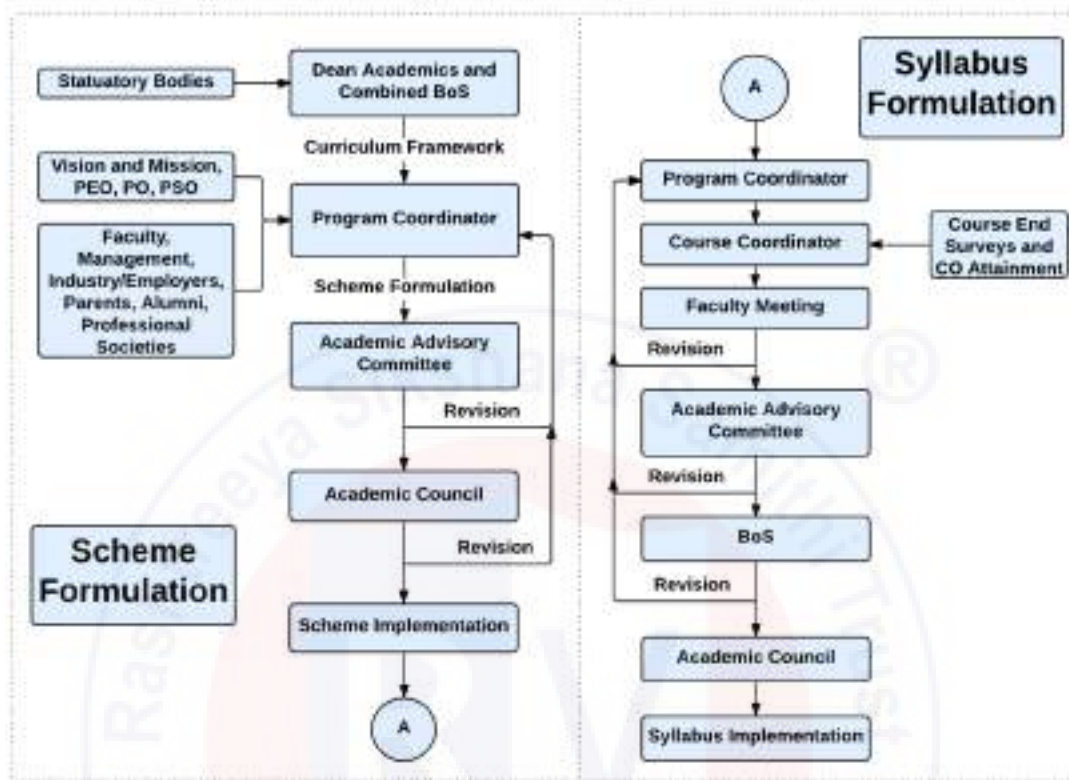 Statuatory Bodies
Dean Academics and
Combined BoS
Curriculum Framework
Vision and Mission,
PEO, PO, PSO
Program Coordinator
Faculty,
Management,
Industry/Employers,
Parents, Alumni,
Professional
Societies
Scheme Formulation
Academic Advisory
Committee
Revision
Academic Council
Revision
Scheme
Formulation
Scheme Implementation
A
Syllabus
Formulation
A
Program Coordinator
Course Coordinator
Course End
Surveys and
CO Attainment
Faculty Meeting
Revision
Academic Advisory
Committee
Revision
BoS
Revision
Academic Council
Syllabus Implementation
®
Trust